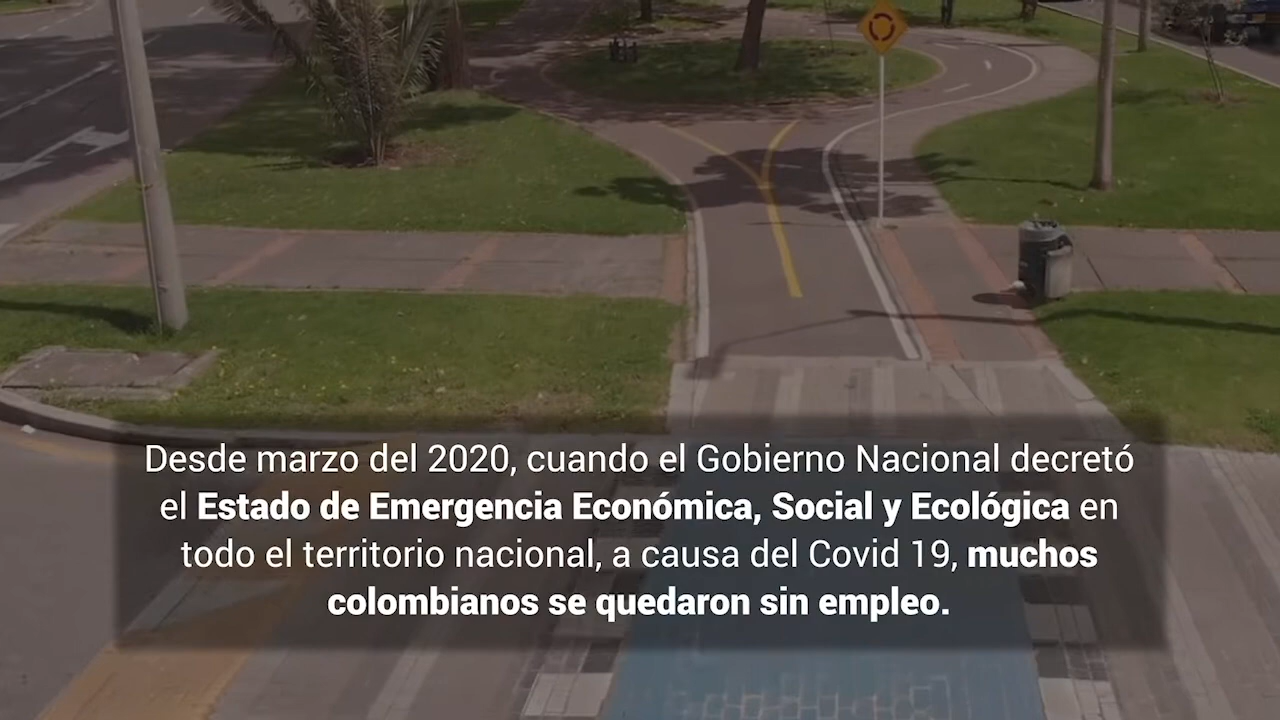 Desde marzo del 2020, cuando el Gobierno Nacional decretó
el Estado de Emergencia Económica, Social y Ecológica en
todo el territorio nacional, a causa del Covid 19, muchos
colombianos se quedaron sin empleo.